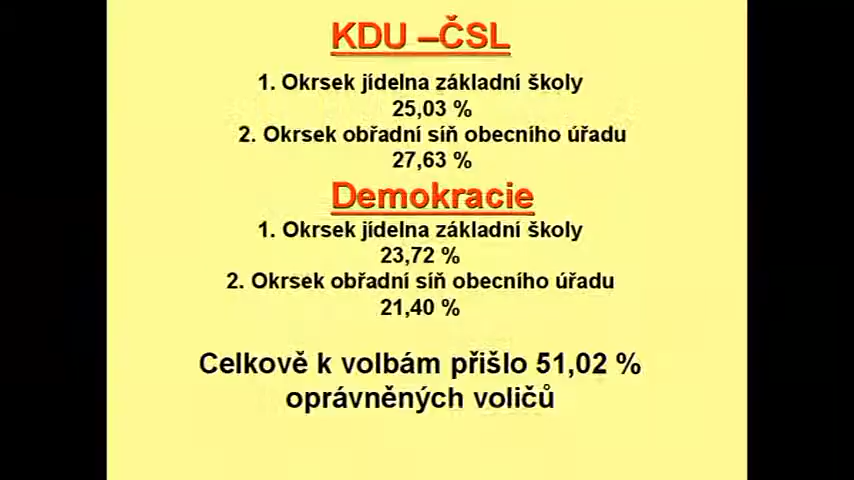 KDU –ČSL
1. Okrsek jídelna základní školy
25,03 %
2. Okrsek obřadní síň obecního úřadu
27,63 %
Demokracie
1. Okrsek jídelna základní školy
23,72 %
2. Okrsek obřadní síň obecního úřadu
21,40 %
Celkově k volbám přišlo 51,02 %
oprávněných voličů